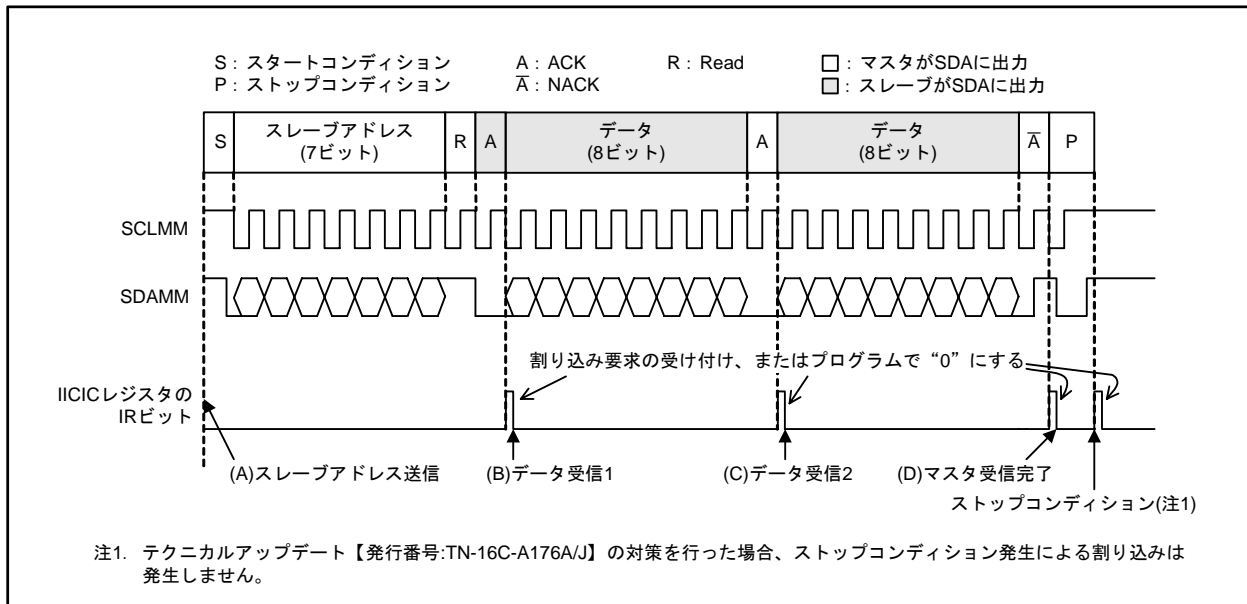 S : スタートコンディション A : ACK R : Read □ : マスタがSDAに出力
P : ストップコンディション A̅ : NACK □ : スレーブがSDAに出力
S スレーブアドレス (7ビット) R A データ (8ビット) A データ (8ビット) A̅ P
SCLMM
SDAMM
割り込み要求の受け付け、またはプログラムで“0”にする
IICICレジスタの
IRビット
(A)スレーブアドレス送信 (B)データ受信1 (C)データ受信2 (D)マスタ受信完了
ストップコンディション(注1)
注1. テクニカルアップデート【発行番号:TN-16C-A176A/J】の対策を行った場合、ストップコンディション発生による割り込みは
発生しません。